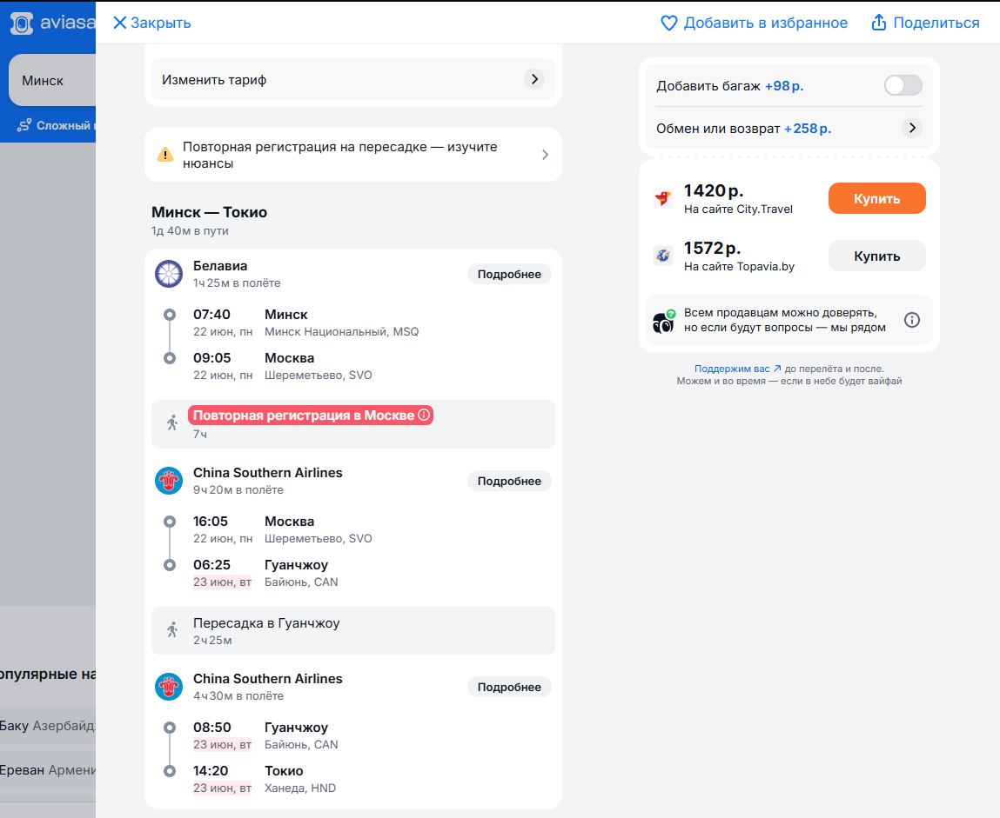 aviasa
Закрыть
Добавить в избранное
Поделиться
Минск
Сложный
опулярные на
Баку Азербайд
Ереван Армени
Изменить тариф
Повторная регистрация на пересадке — изучите
нюансы
Минск — Токио
1д 40м в пути
Белавиа
1ч 25м в полёте
Подробнее
07:40 Минск
22 июн, пн Минск Национальный, MSQ
09:05 Москва
22 июн, пн Шереметьево, SVO
Повторная регистрация в Москве
7ч
China Southern Airlines
9ч 20м в полёте
Подробнее
16:05 Москва
22 июн, пн Шереметьево, SVO
06:25 Гуанчжоу
23 июн, вт Байюнь, CAN
Пересадка в Гуанчжоу
2ч 25м
China Southern Airlines
4ч 30м в полёте
Подробнее
08:50 Гуанчжоу
23 июн, вт Байюнь, CAN
14:20 Токио
23 июн, вт Ханеда, HND
Добавить багаж +98 р.
Обмен или возврат +258 р.
1420 р.
На сайте City.Travel
Купить
1572 р.
На сайте Topavia.by
Купить
Всем продавцам можно доверять,
но если будут вопросы — мы рядом
Поддержим вас ↗ до перелёта и после.
Можем и во время — если в небе будет вайфай